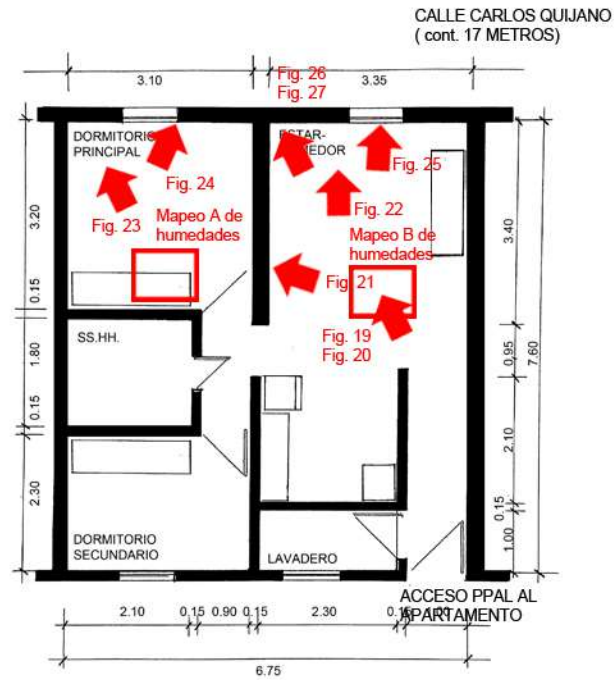 CALLE CARLOS QUIJANO
( cont. 17 METROS)
3.10
3.35
Fig. 26
Fig. 27
DORMITORIO
PRINCIPAL
ESTAR-
COMEDOR
Fig. 25
Fig. 24
Fig. 23
Fig. 22
Mapeo A de
humedades
Mapeo B de
humedades
Fig. 21
Fig. 19
Fig. 20
3.20
0.15
1.80
0.15
2.30
3.40
0.95
7.60
2.10
0.15
1.00
SS.HH.
DORMITORIO
SECUNDARIO
LAVADERO
ACCESO PPAL AL
APARTAMENTO
2.10
0.15
0.90
0.15
2.30
0.15
1.00
6.75